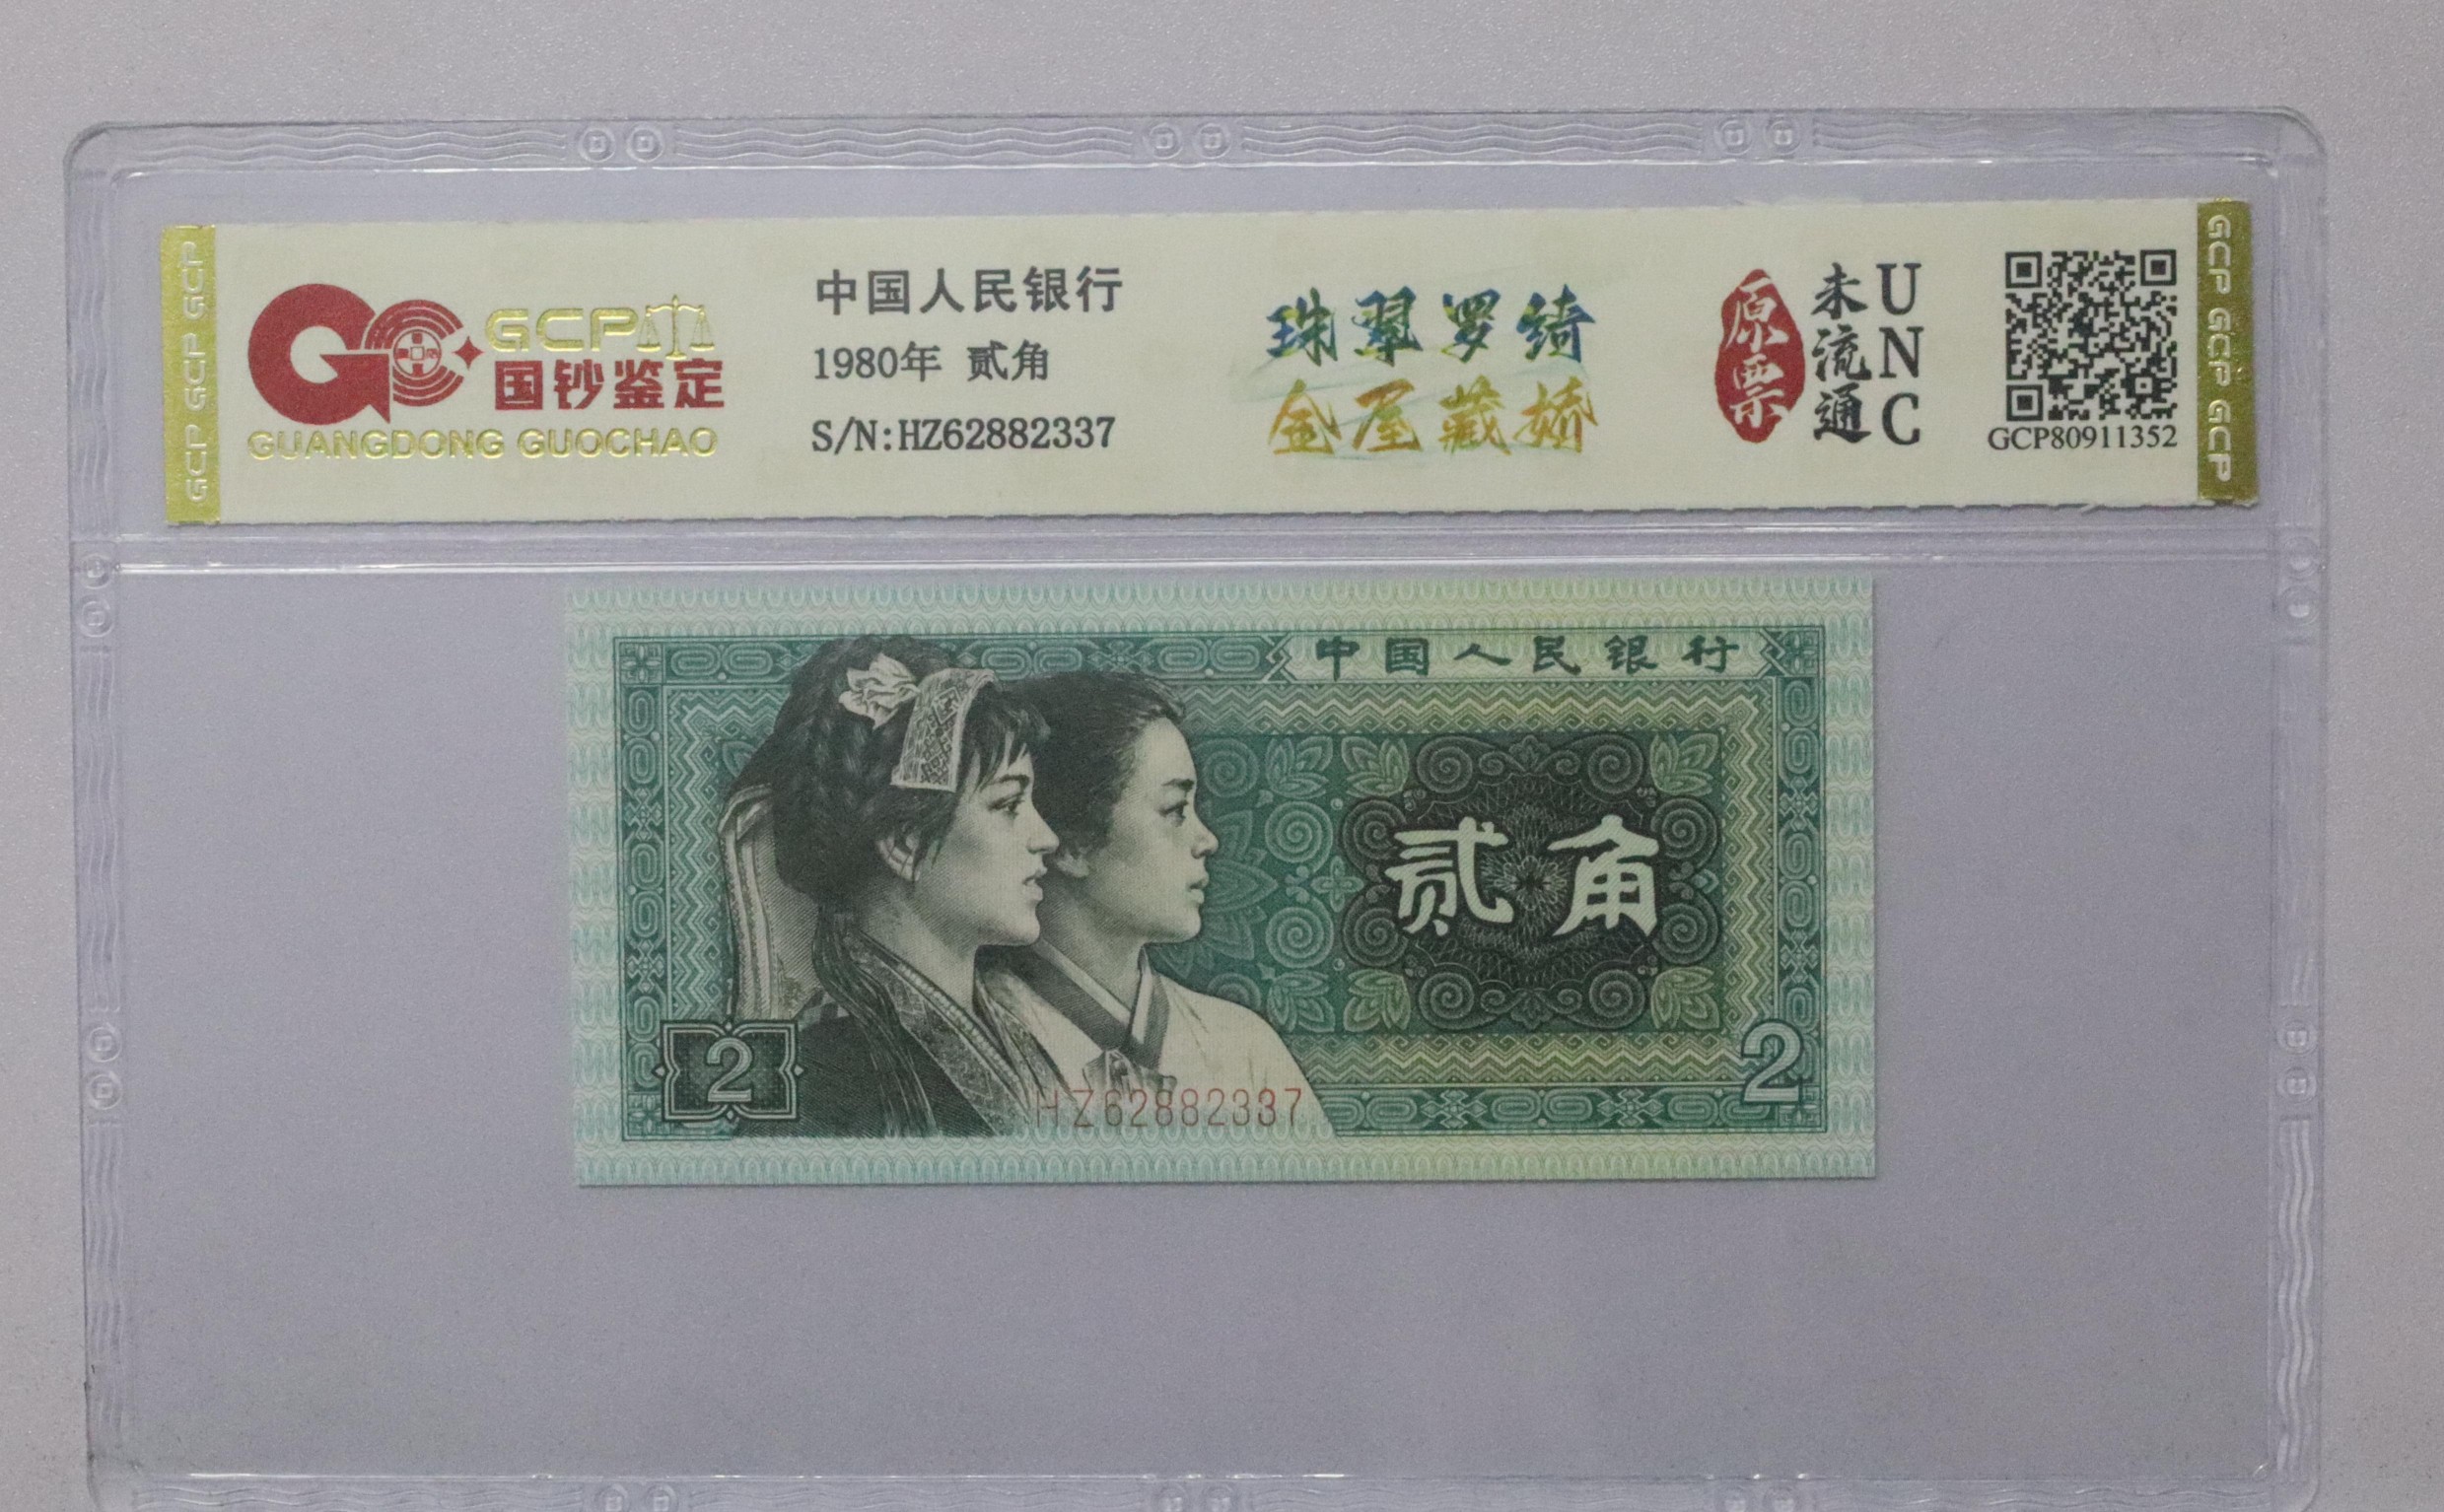 GCP GCP GCP
GCP
国钞鉴定
GUANGDONG GUOCHAO
中国人民银行
1980年 贰角
S/N:HZ62882337
珠翠罗绮
金屋藏娇
原票
未流通
UNC
GCP80911352
GCP GCP GCP
中国人民银行
贰角
2
2
HZ62882337